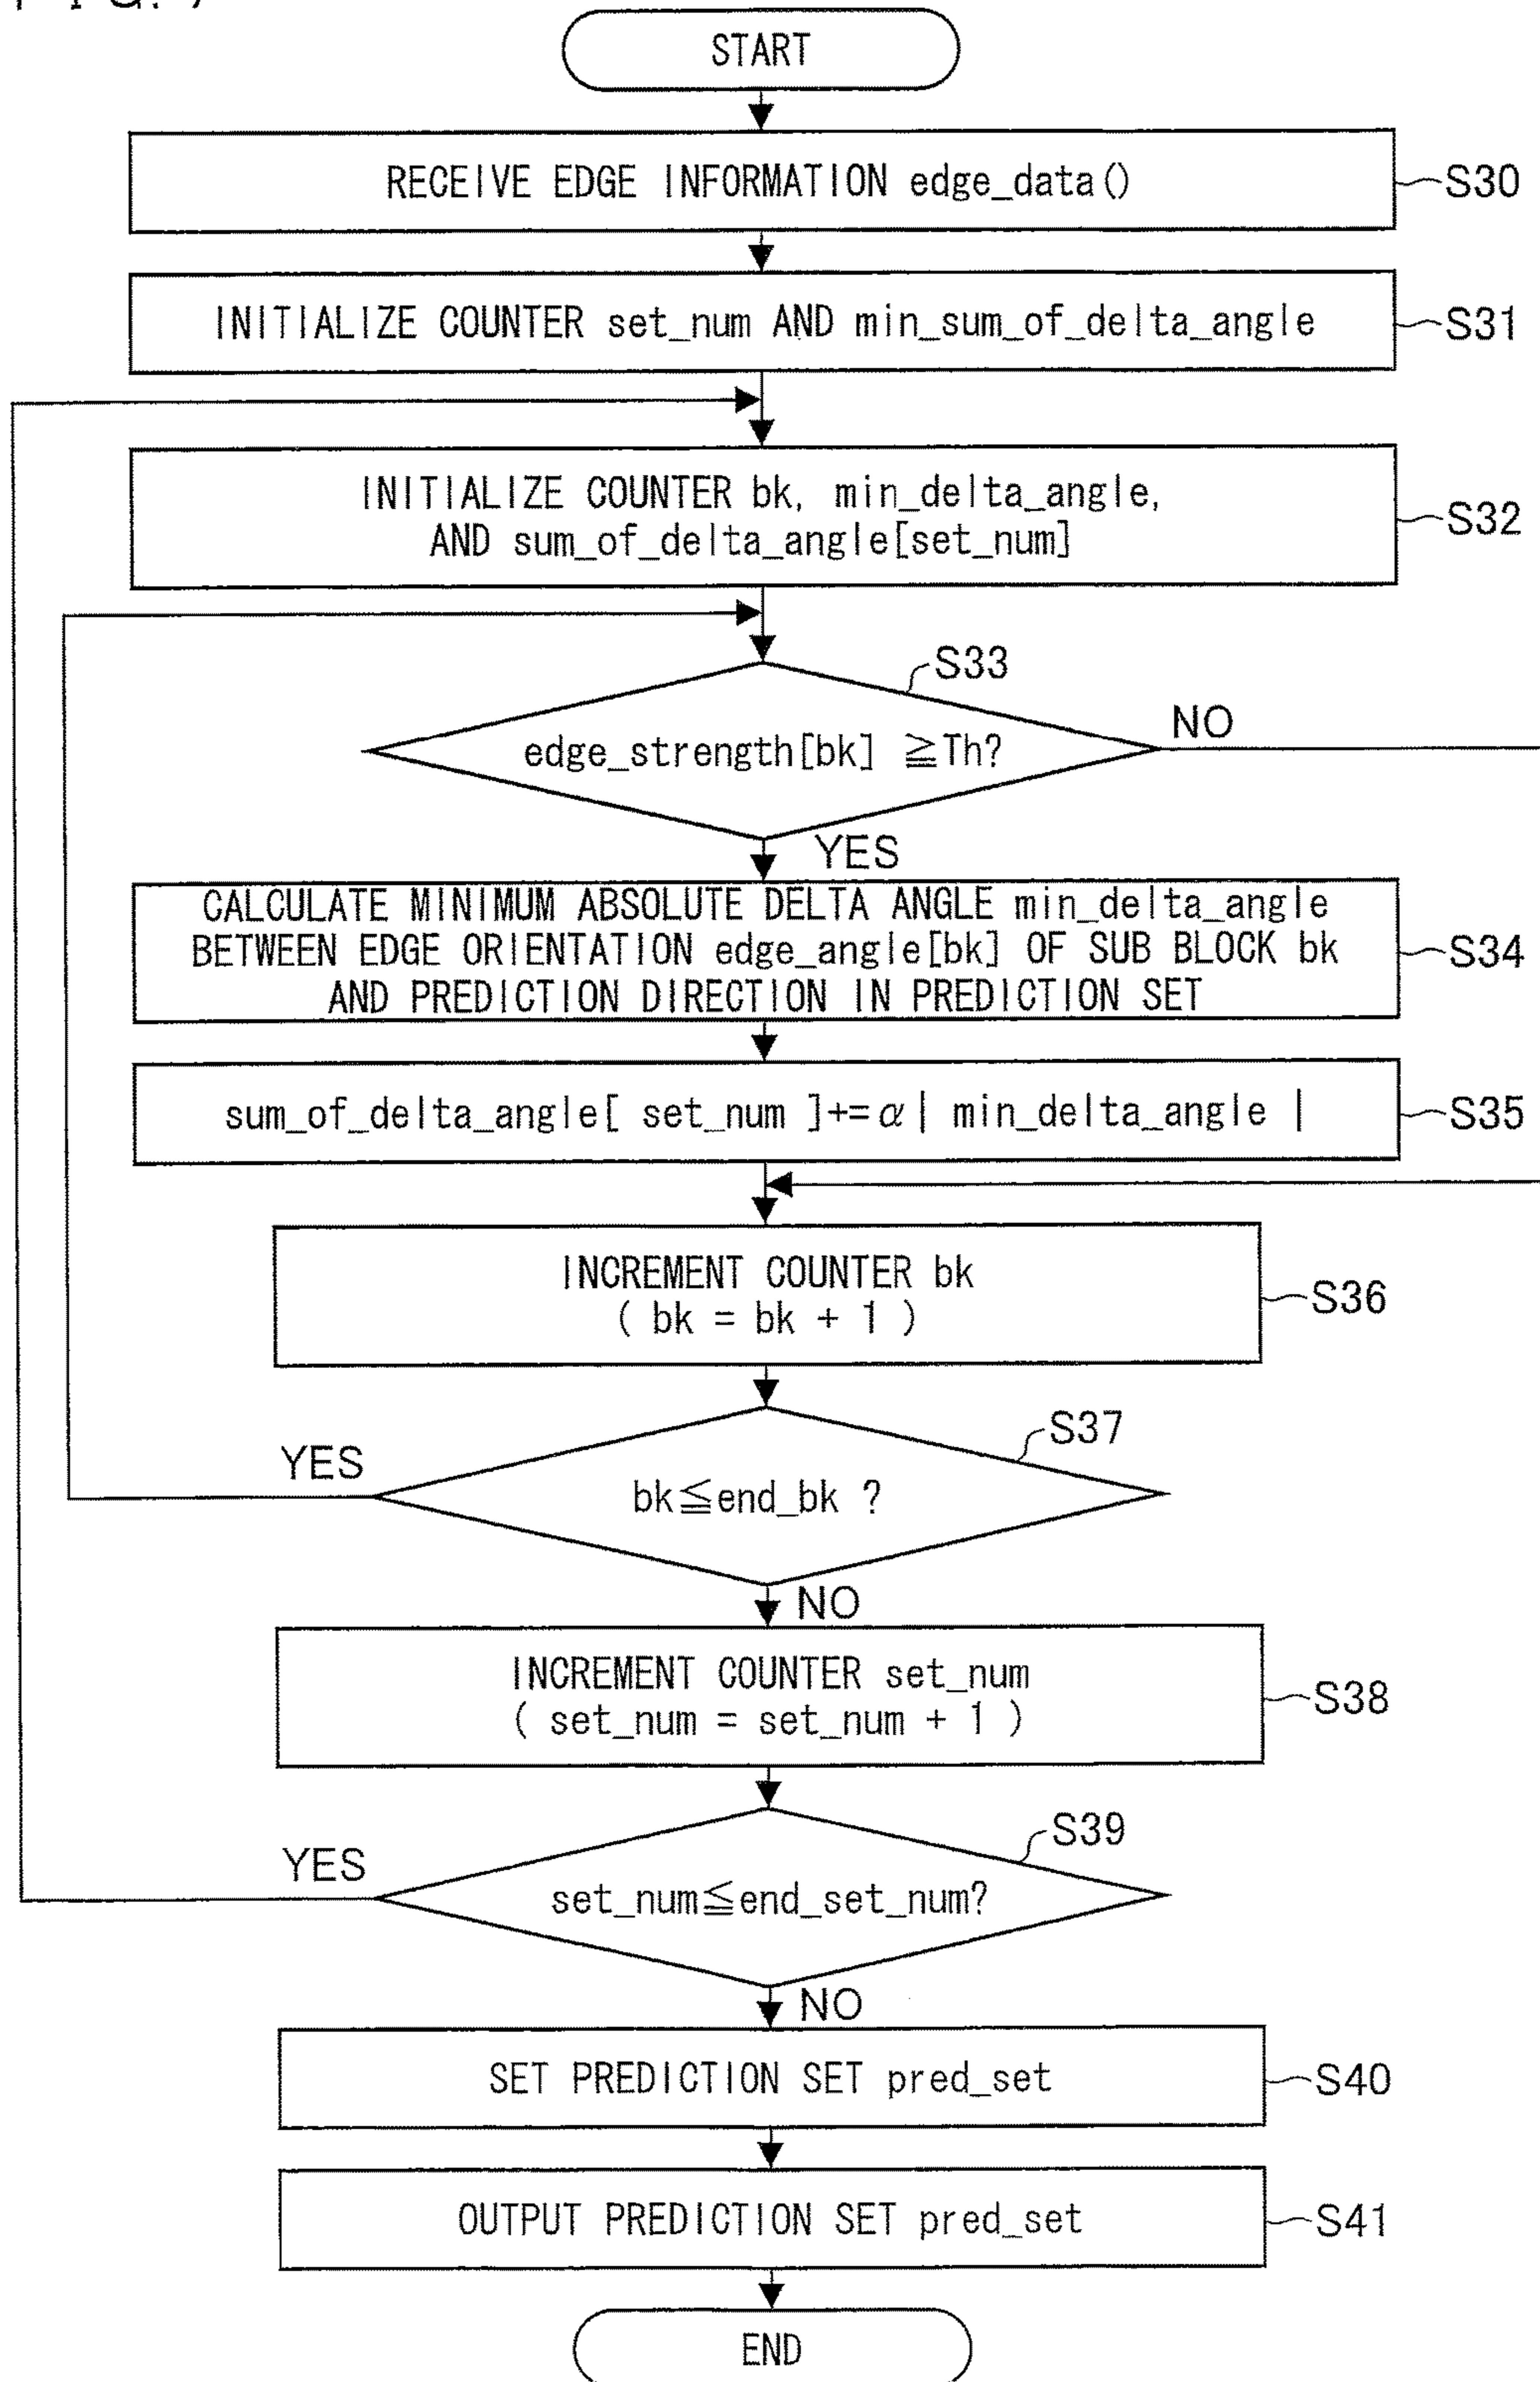 START
RECEIVE EDGE INFORMATION edge_data()
S30
INITIALIZE COUNTER set_num AND min_sum_of_delta_angle
S31
INITIALIZE COUNTER bk, min_delta_angle,
AND sum_of_delta_angle[set_num]
S32
S33
NO
edge_strength[bk] ≧Th?
YES
CALCULATE MINIMUM ABSOLUTE DELTA ANGLE min_delta_angle
BETWEEN EDGE ORIENTATION edge_angle[bk] OF SUB BLOCK bk
AND PREDICTION DIRECTION IN PREDICTION SET
S34
sum_of_delta_angle[ set_num ]+=α| min_delta_angle |
S35
INCREMENT COUNTER bk
( bk = bk + 1 )
S36
S37
YES
bk≦end_bk ?
NO
INCREMENT COUNTER set_num
( set_num = set_num + 1 )
S38
S39
YES
set_num≦end_set_num?
NO
SET PREDICTION SET pred_set
S40
OUTPUT PREDICTION SET pred_set
S41
END